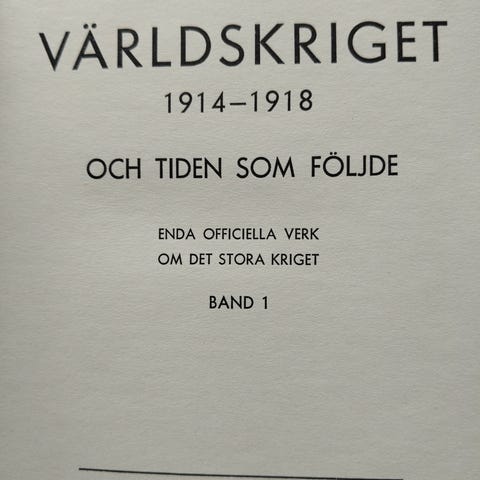 VÄRLDSKRIGET
1914–1918
OCH TIDEN SOM FÖLJDE
ENDA OFFICIELLA VERK
OM DET STORA KRIGET
BAND 1